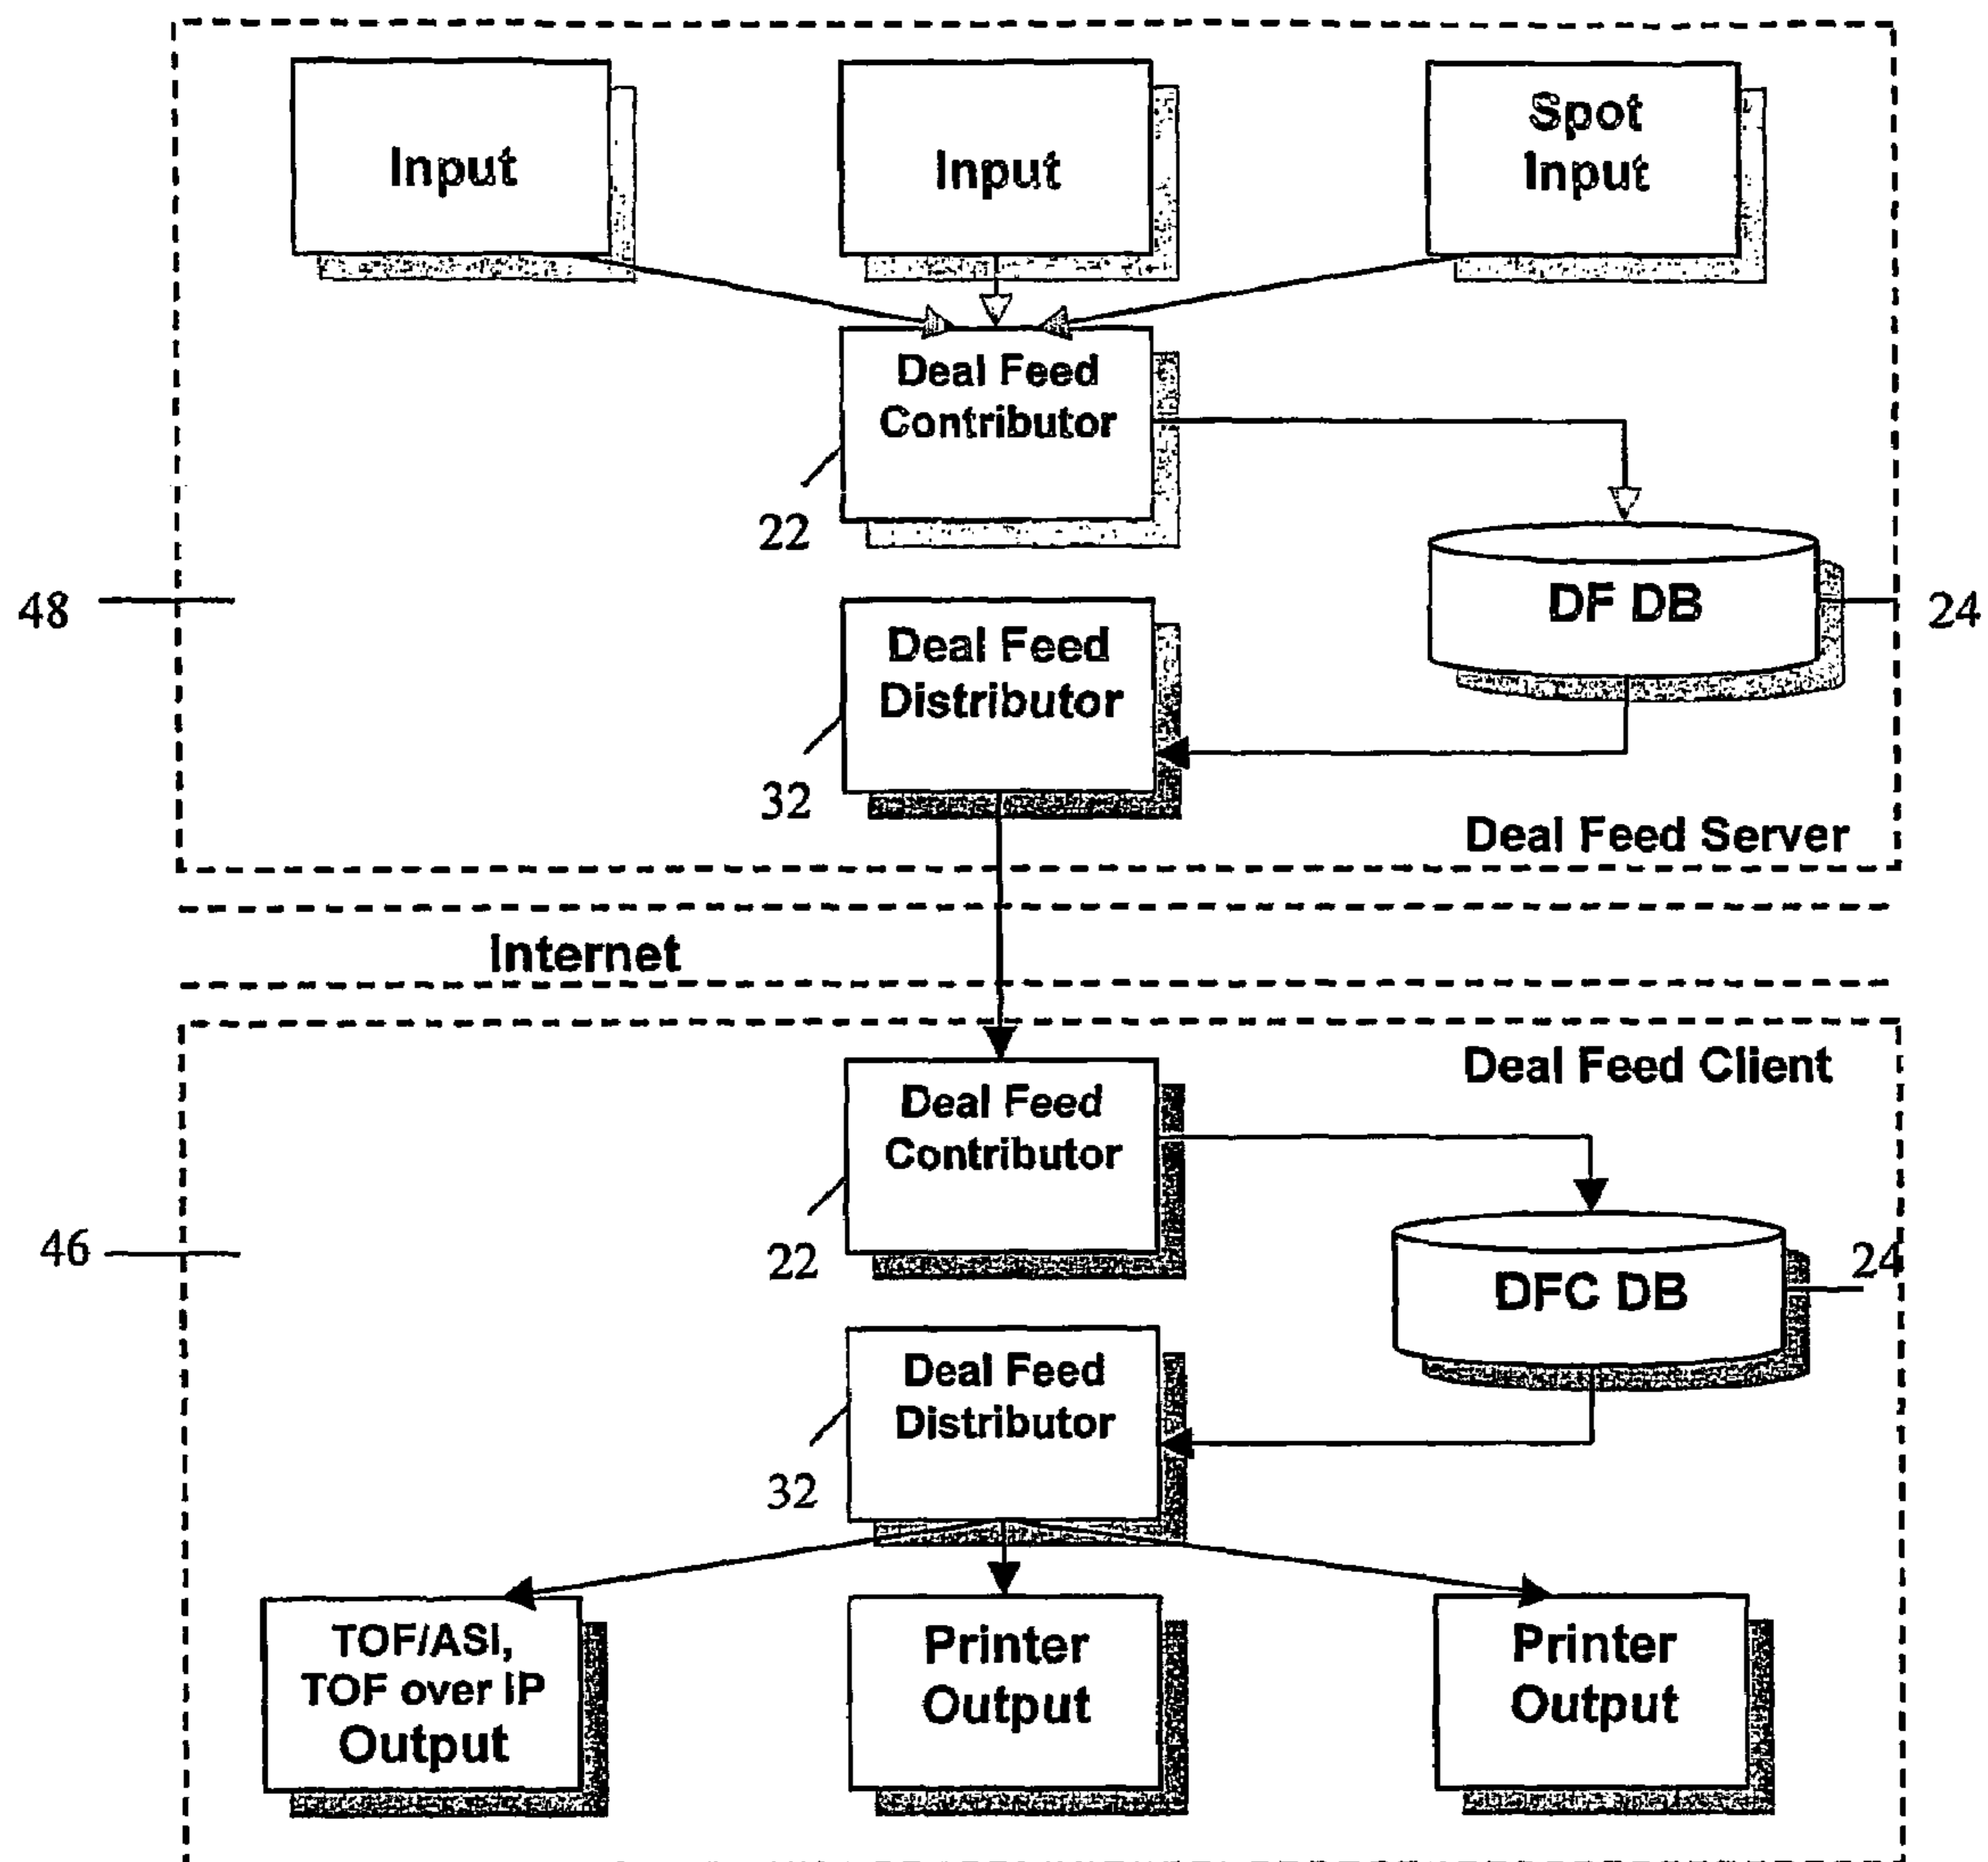 Input
Input
Spot
Input
Deal Feed
Contributor
22
DF DB
48
24
Deal Feed
Distributor
32
Deal Feed Server
Internet
Deal Feed Client
Deal Feed
Contributor
22
46
24
DFC DB
Deal Feed
Distributor
32
TOF/ASI,
TOF over IP
Output
Printer
Output
Printer
Output